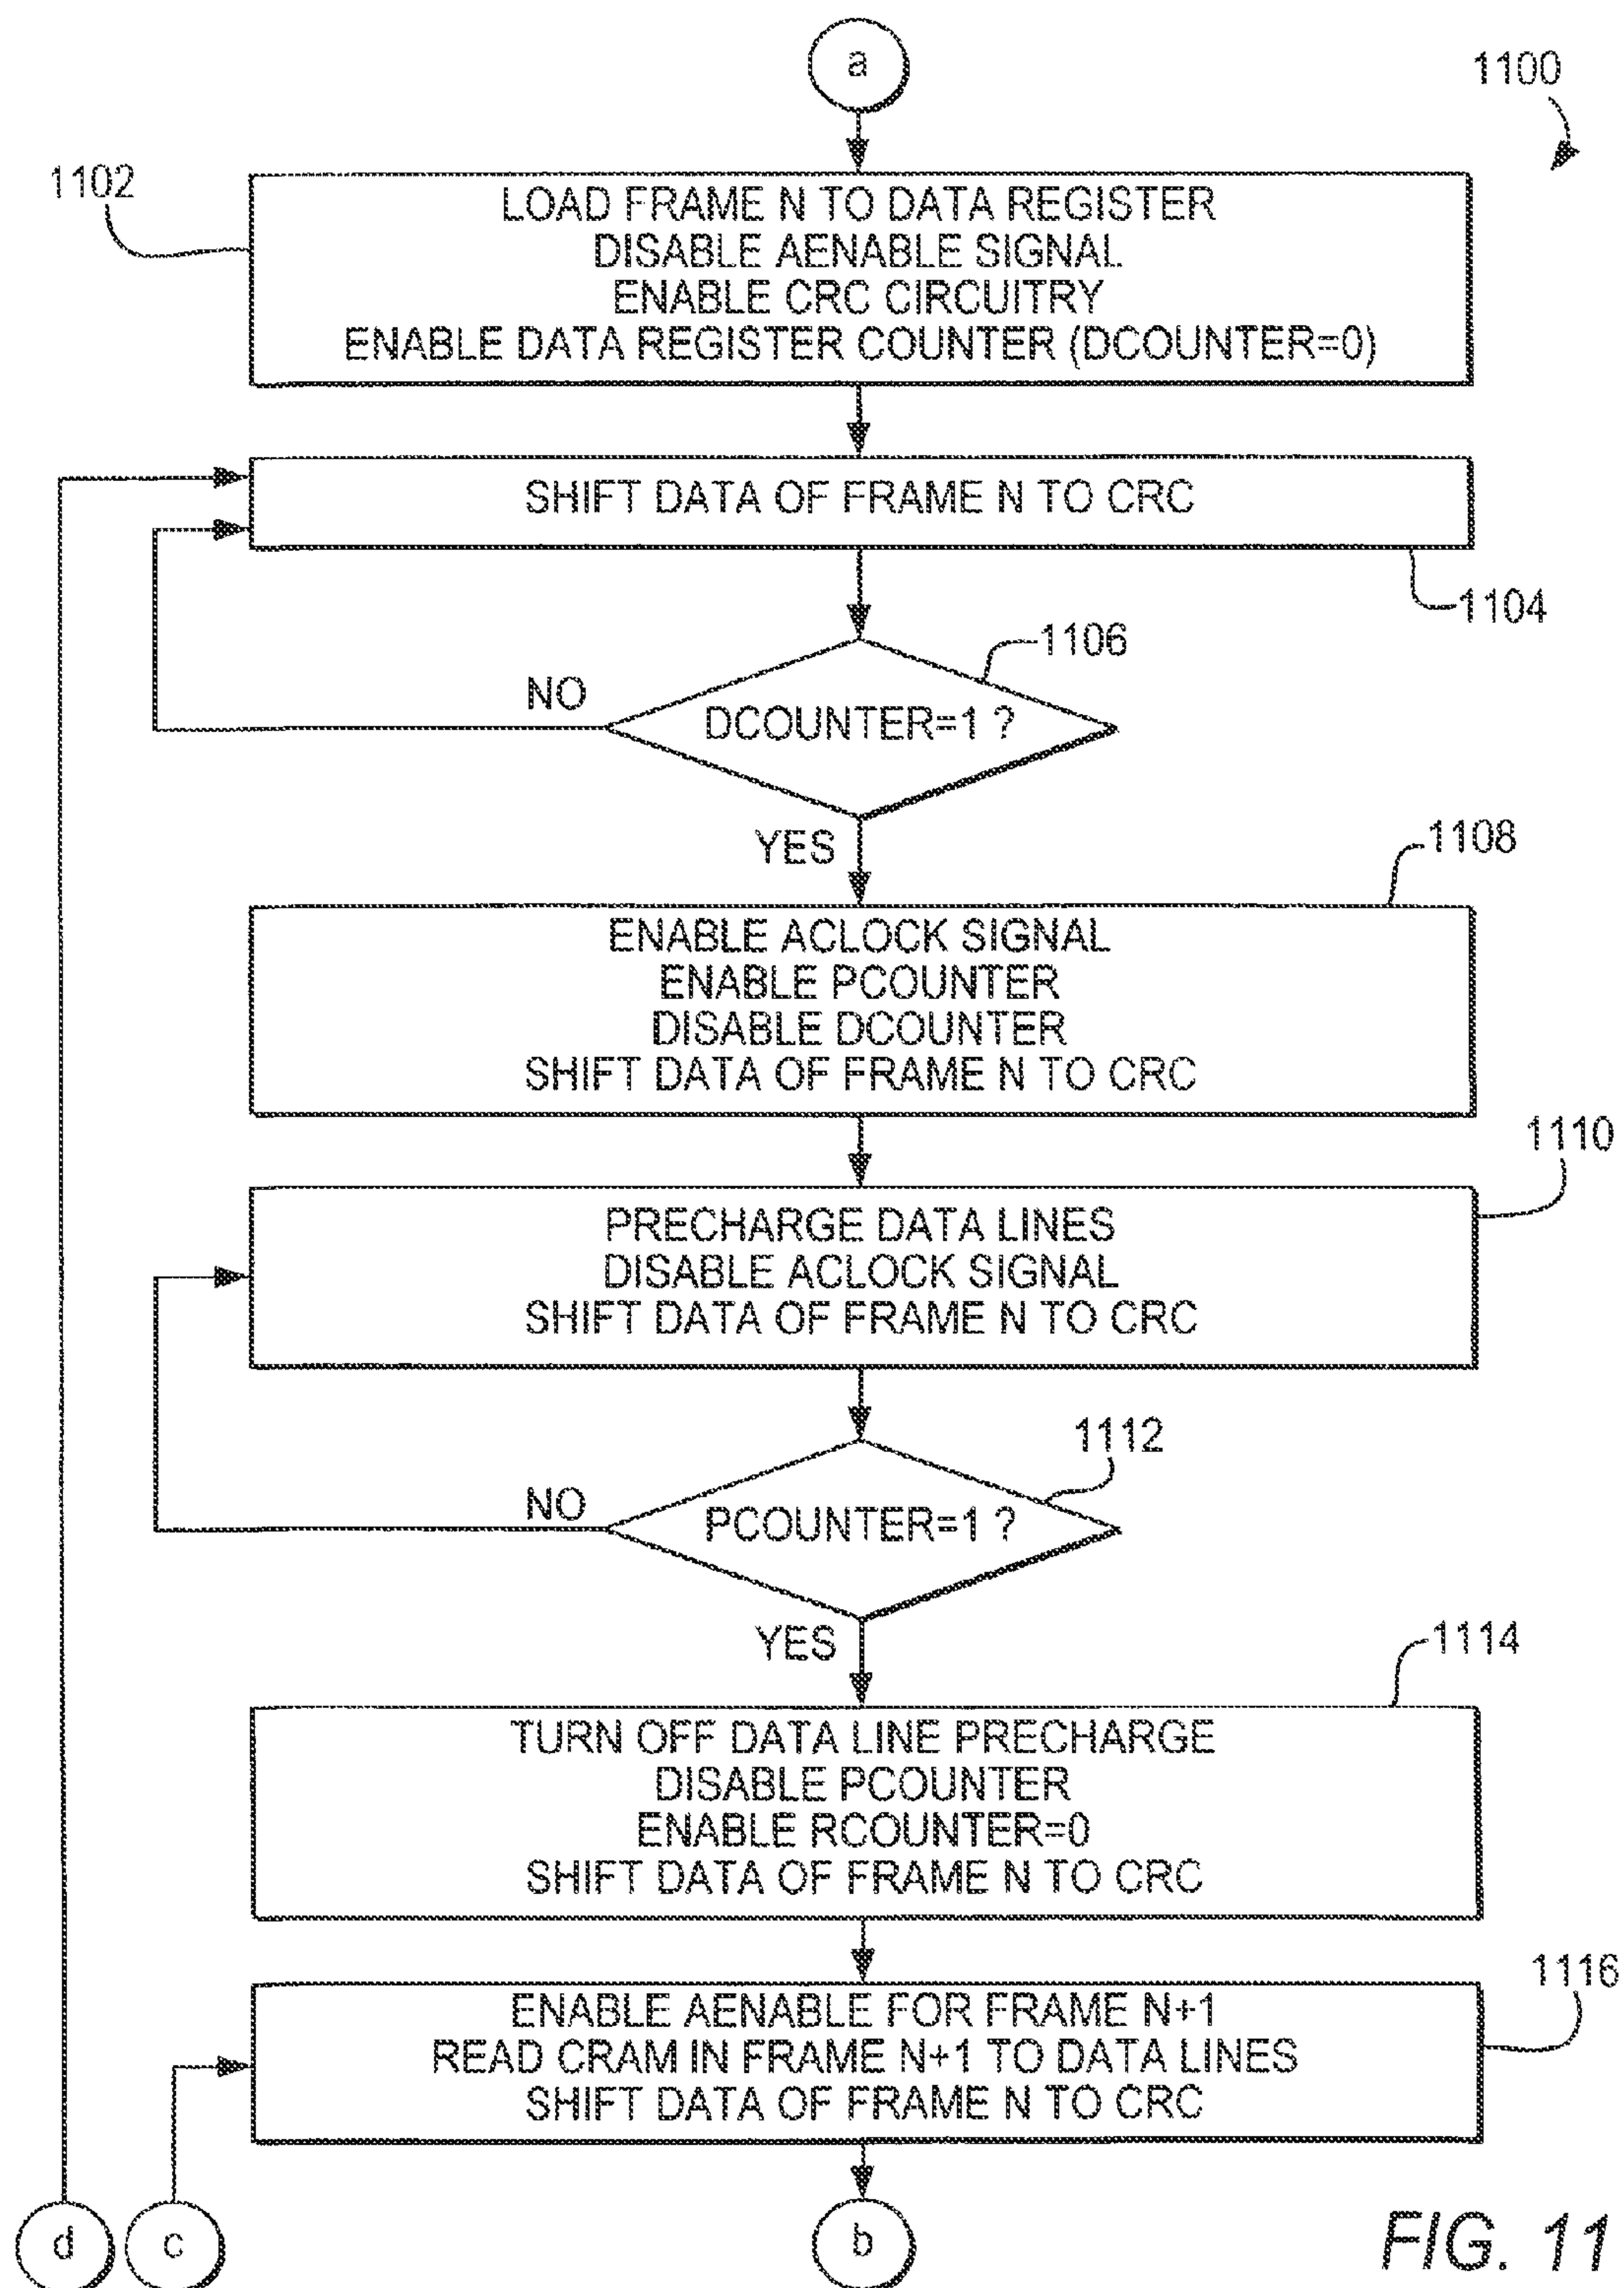 a
1100
1102
LOAD FRAME N TO DATA REGISTER
DISABLE AENABLE SIGNAL
ENABLE CRC CIRCUITRY
ENABLE DATA REGISTER COUNTER (DCOUNTER=0)
SHIFT DATA OF FRAME N TO CRC
1104
1106
NO
DCOUNTER=1 ?
YES
1108
ENABLE ACLOCK SIGNAL
ENABLE PCOUNTER
DISABLE DCOUNTER
SHIFT DATA OF FRAME N TO CRC
1110
PRECHARGE DATA LINES
DISABLE ACLOCK SIGNAL
SHIFT DATA OF FRAME N TO CRC
1112
NO
PCOUNTER=1 ?
YES
1114
TURN OFF DATA LINE PRECHARGE
DISABLE PCOUNTER
ENABLE RCOUNTER=0
SHIFT DATA OF FRAME N TO CRC
1116
ENABLE AENABLE FOR FRAME N+1
READ CRAM IN FRAME N+1 TO DATA LINES
SHIFT DATA OF FRAME N TO CRC
d
c
b
FIG. 11